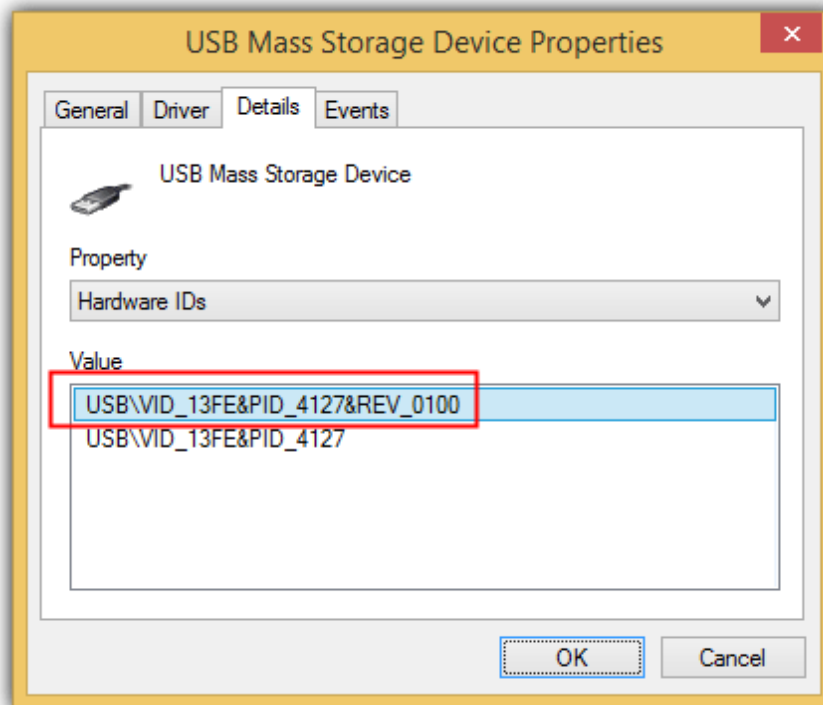 USB Mass Storage Device Properties
General Driver Details Events
USB Mass Storage Device
Property
Hardware IDs
Value
USB\VID_13FE&PID_4127&REV_0100
USB\VID_13FE&PID_4127
OK Cancel